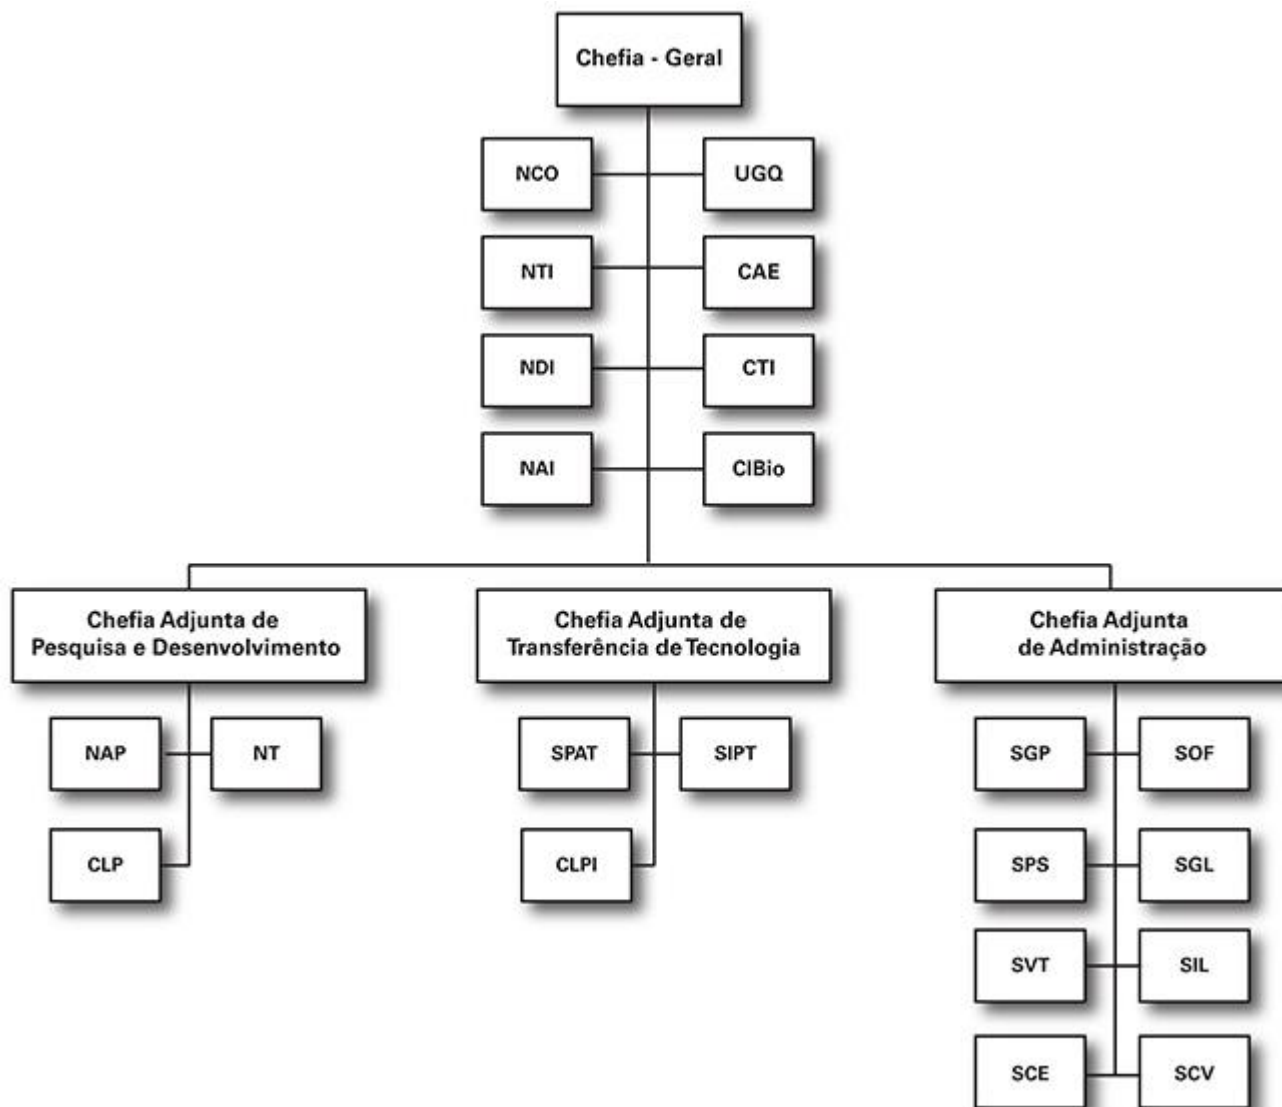 Chefia - Geral
NCO
UGQ
NTI
CAE
NDI
CTI
NAI
CIBio
Chefia Adjunta de
Pesquisa e Desenvolvimento
Chefia Adjunta de
Transferência de Tecnologia
Chefia Adjunta
de Administração
NAP
NT
SPAT
SIPT
SGP
SOF
CLP
CLPI
SPS
SGL
SVT
SIL
SCE
SCV